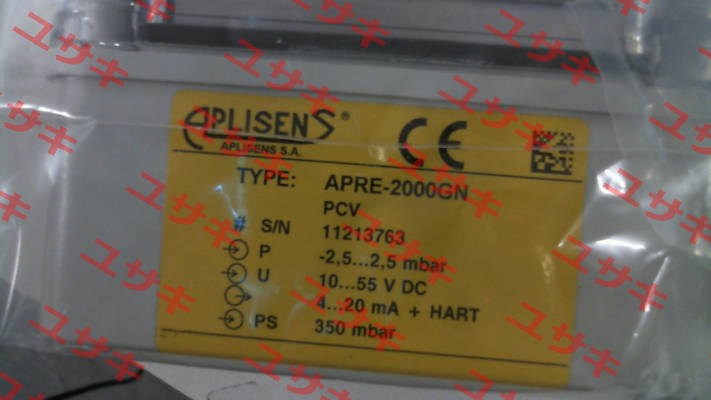 APLISENS®
APLISENS S.A.
CE
TYPE: APRE-2000GN
PCV
# S/N 11213763
P -2,5...2,5 mbar
U 10...55 V DC
4...20 mA + HART
PS 350 mbar
ユサキ